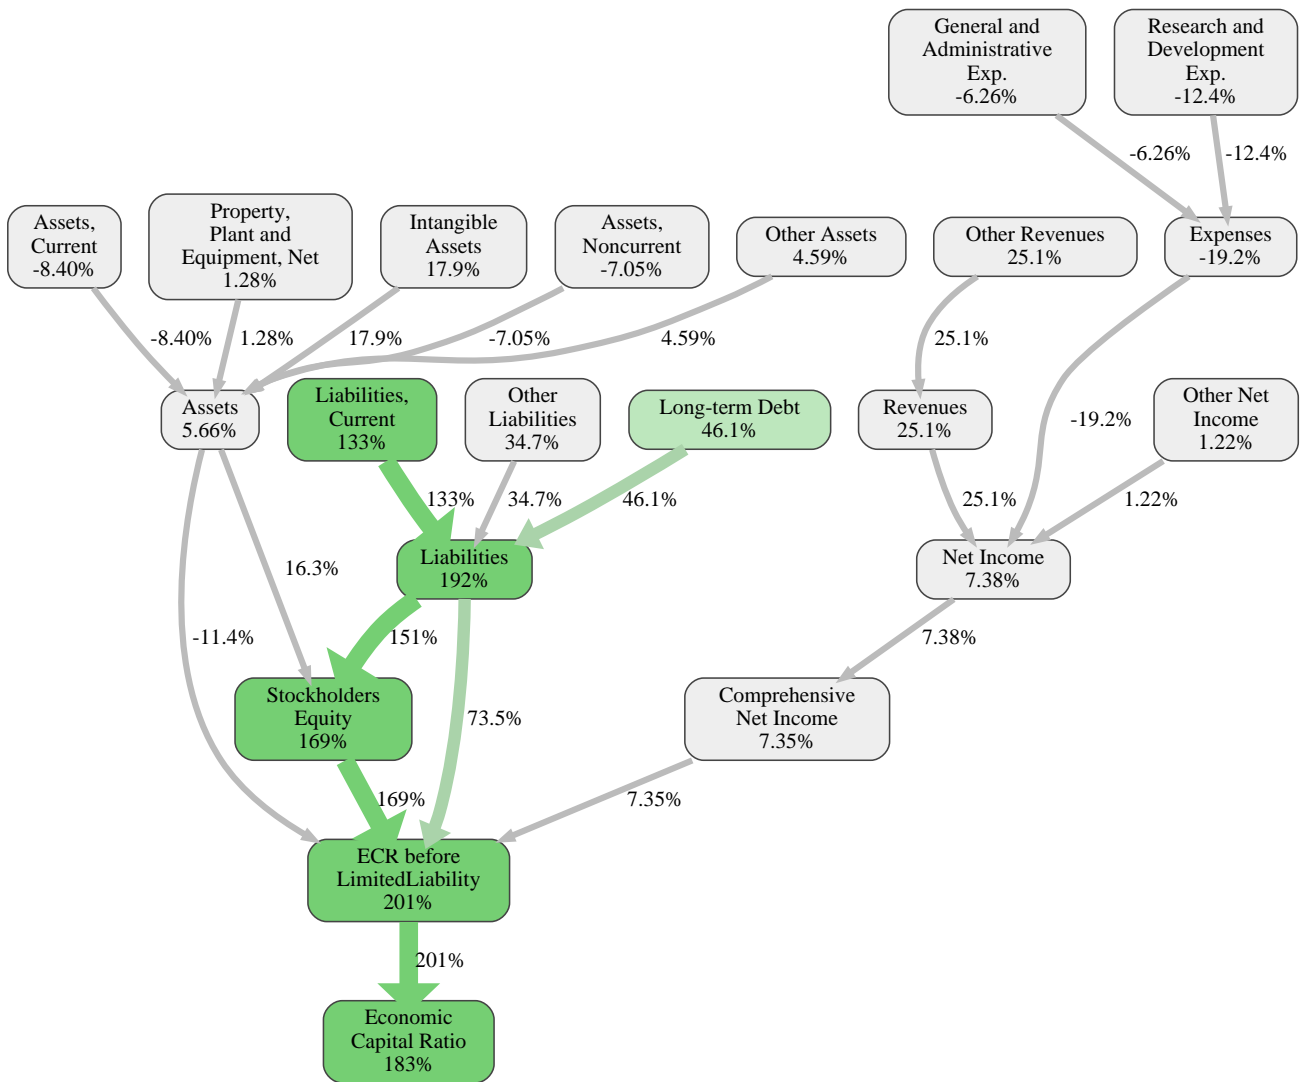 General and
Administrative
Exp.
-6.26%
Research and
Development
Exp.
-12.4%
-6.26%
-12.4%
Assets,
Current
-8.40%
Property,
Plant and
Equipment, Net
1.28%
Intangible
Assets
17.9%
Assets,
Noncurrent
-7.05%
Other Assets
4.59%
Other Revenues
25.1%
Expenses
-19.2%
-8.40%
1.28%
17.9%
-7.05%
4.59%
25.1%
-19.2%
Assets
5.66%
Liabilities,
Current
133%
Other
Liabilities
34.7%
Long-term Debt
46.1%
Revenues
25.1%
Other Net
Income
1.22%
133%
34.7%
46.1%
25.1%
1.22%
Liabilities
192%
Net Income
7.38%
16.3%
-11.4%
151%
7.38%
Stockholders
Equity
169%
73.5%
Comprehensive
Net Income
7.35%
169%
7.35%
ECR before
LimitedLiability
201%
201%
Economic
Capital Ratio
183%